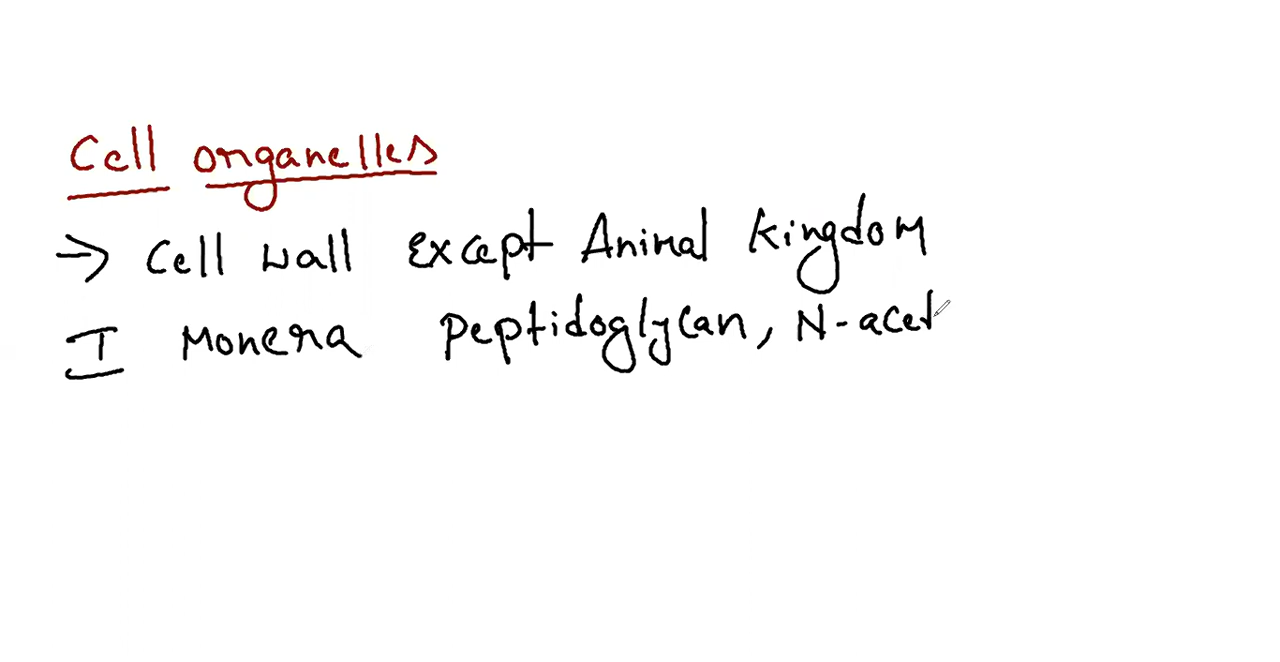 Cell organelles
→ Cell wall Except Animal Kingdom
I Monera Peptidoglycan, N-acet